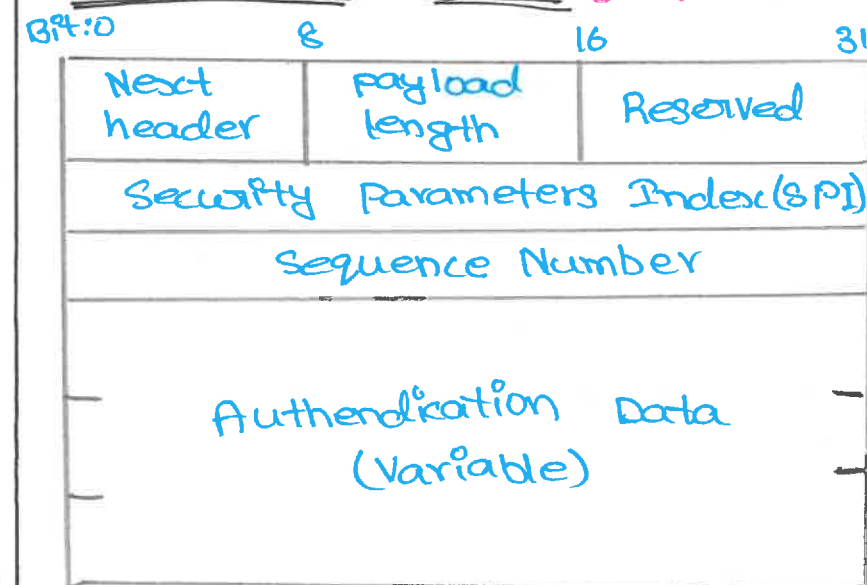 Bit:0 8 16 31
Next
header
payload
length
Reserved
Security Parameters Index (SPI)
Sequence Number
Authendication Data
(Variable)